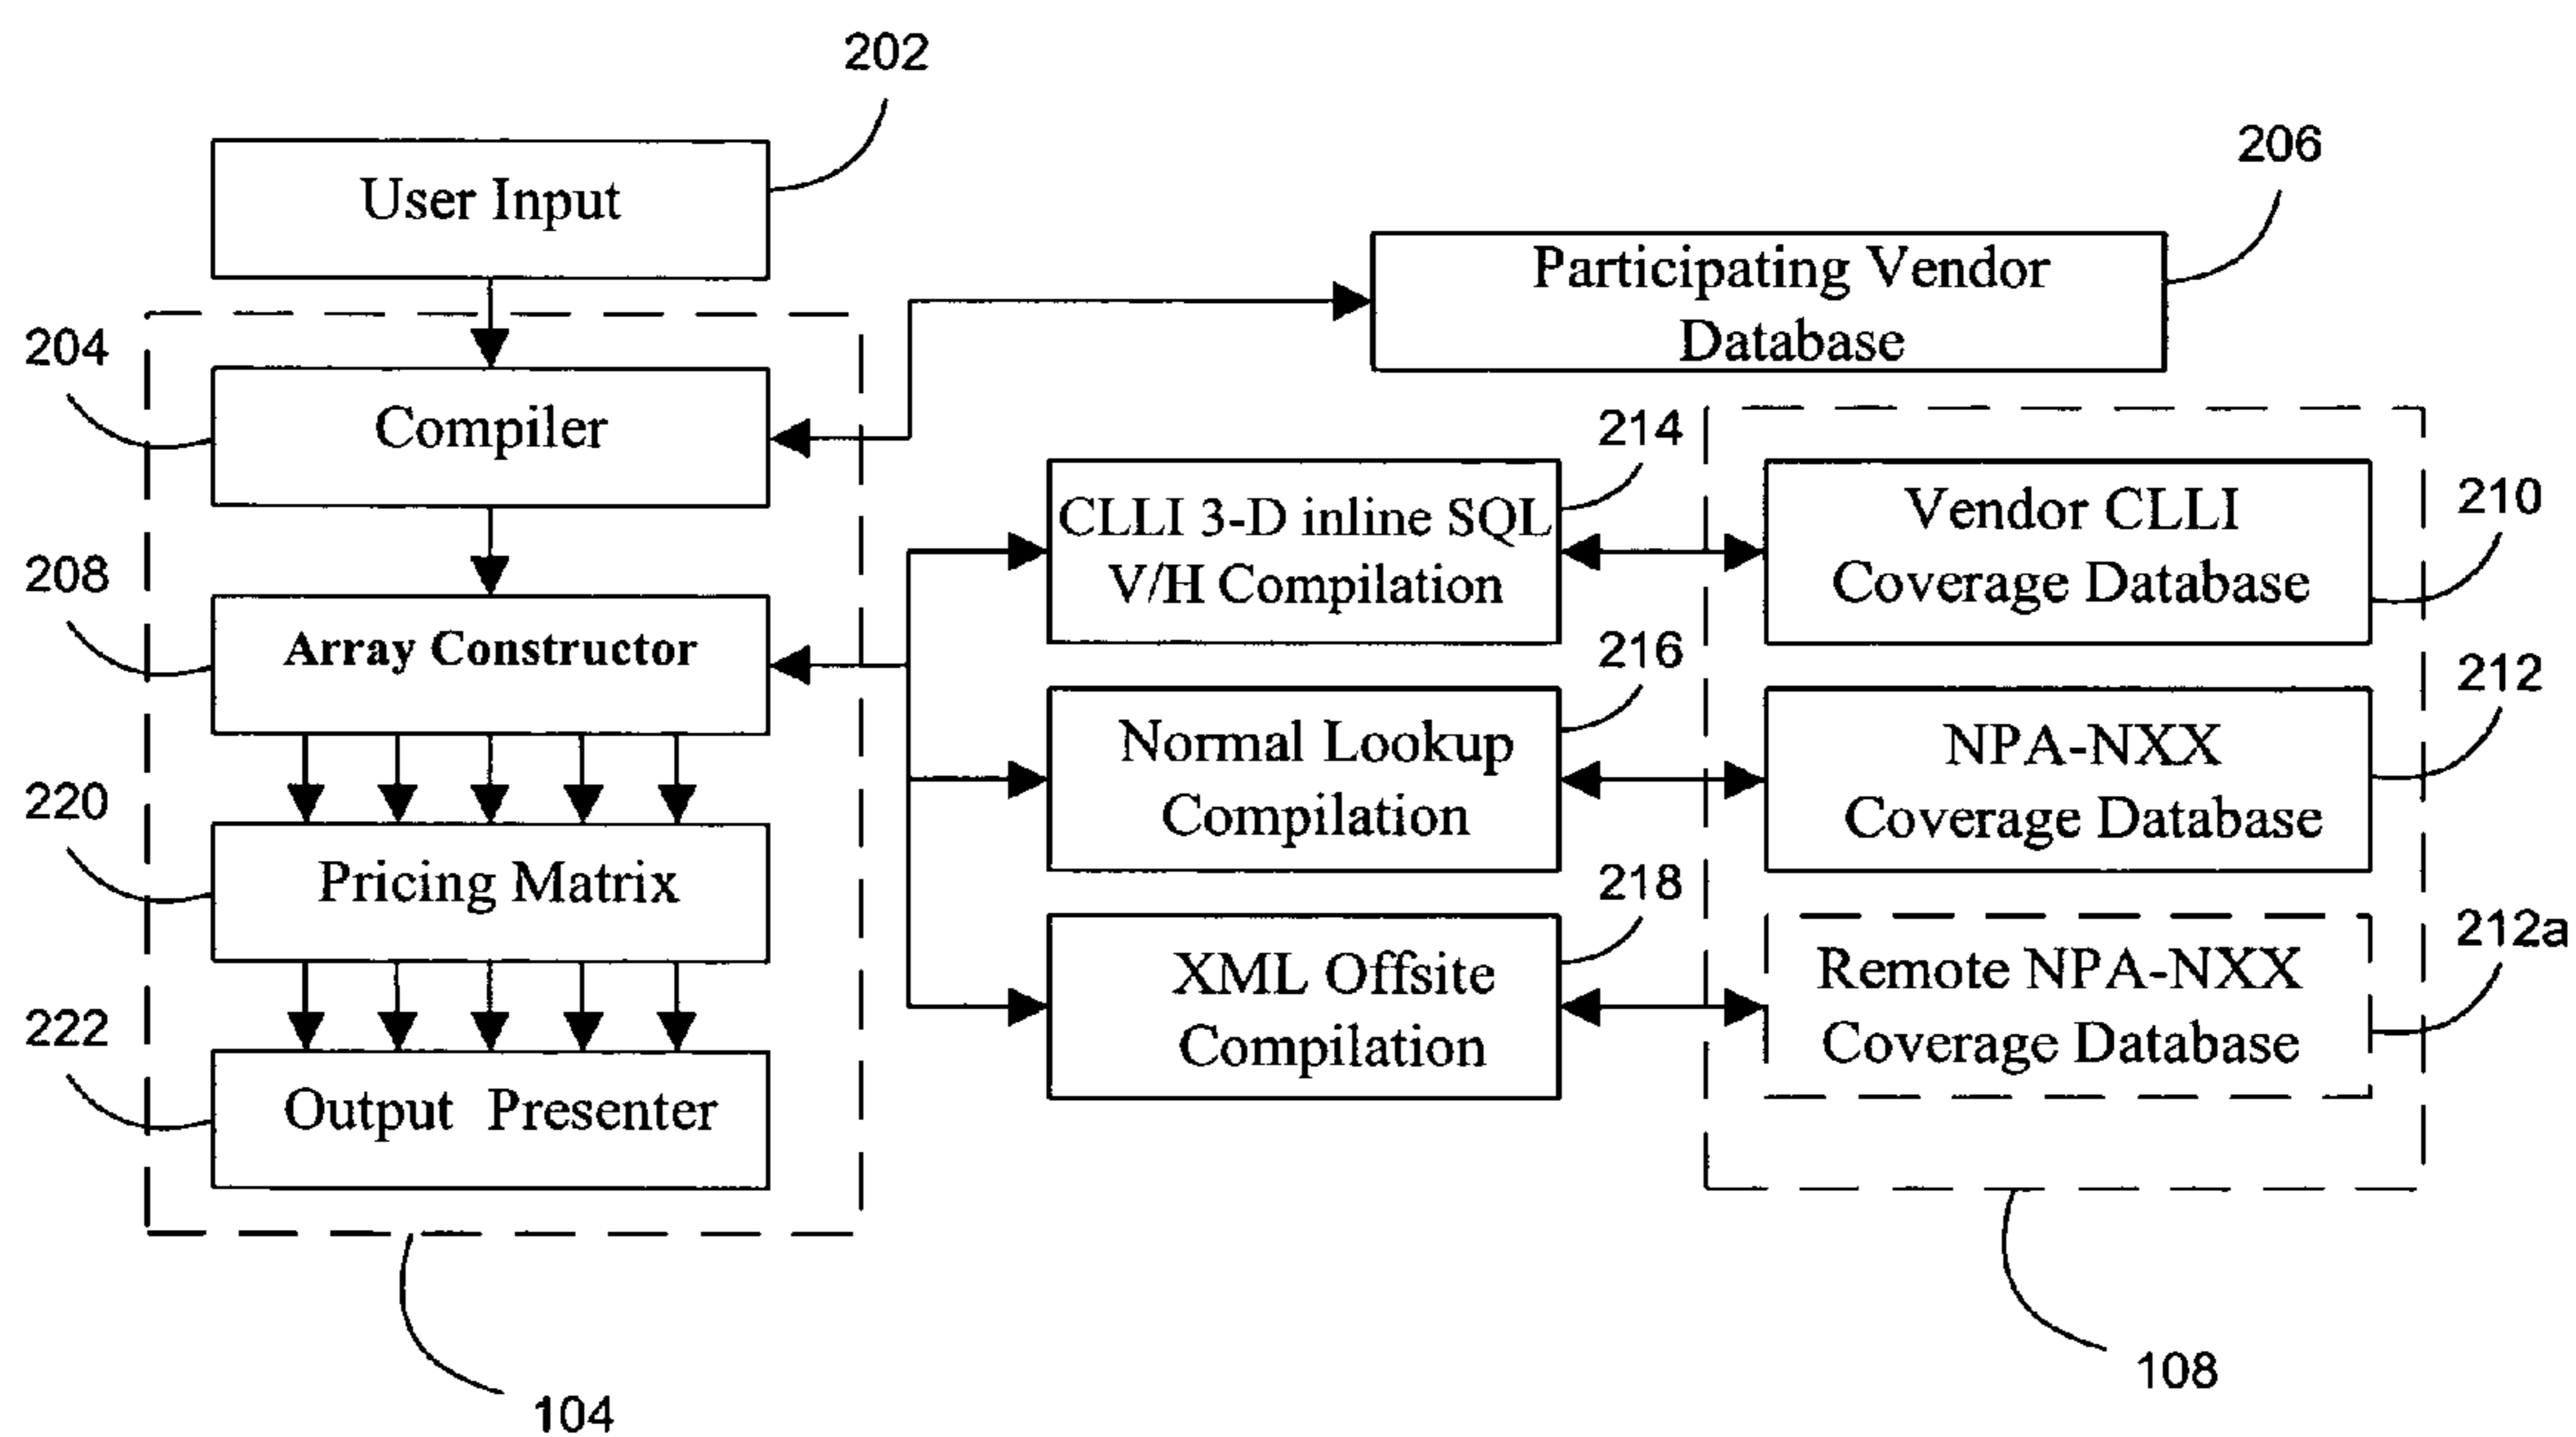 202
User Input
206
Participating Vendor
Database
204
Compiler
214
CLLI 3-D inline SQL
V/H Compilation
Vendor CLLI
Coverage Database
210
208
Array Constructor
216
Normal Lookup
Compilation
NPA-NXX
Coverage Database
212
220
Pricing Matrix
218
XML Offsite
Compilation
Remote NPA-NXX
Coverage Database
212a
222
Output Presenter
104
108